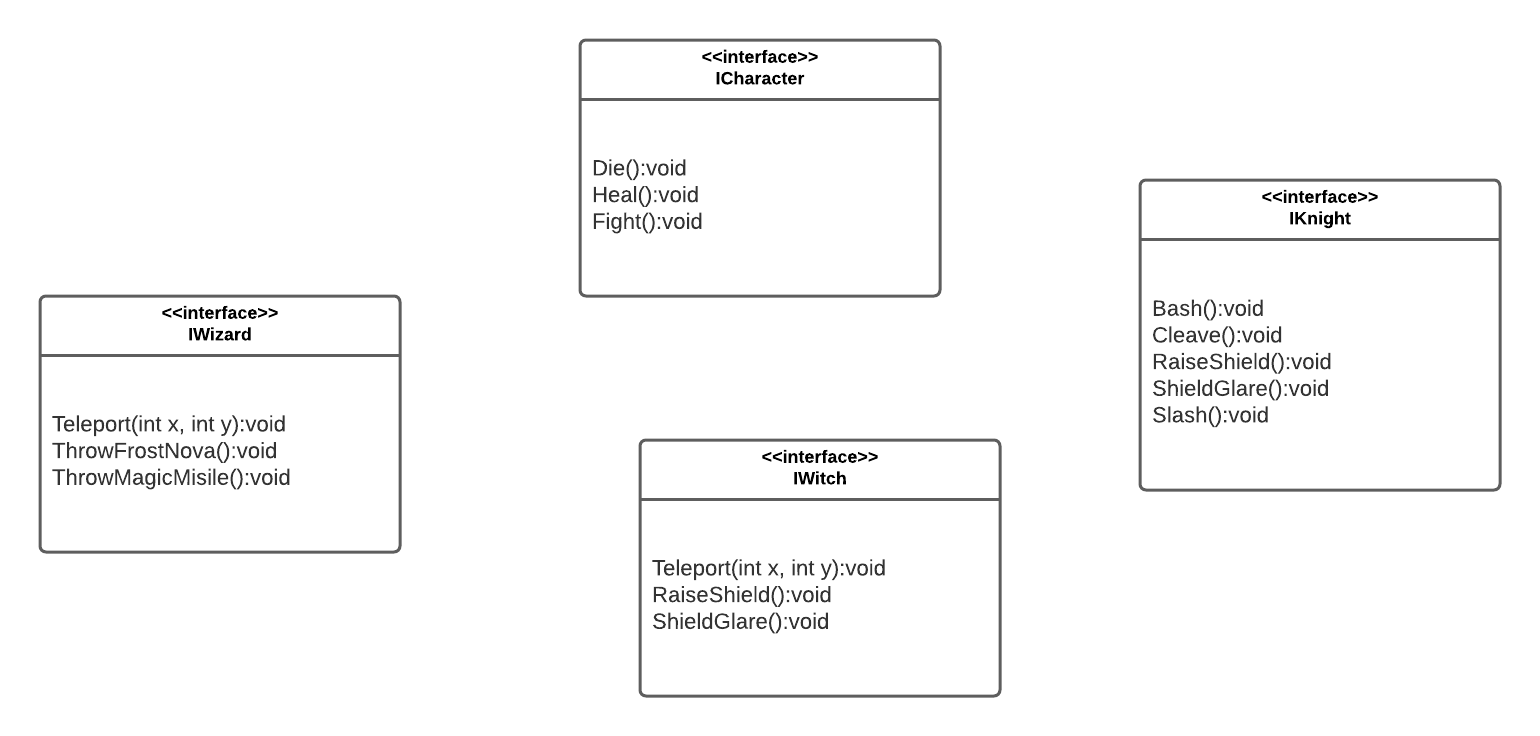 <<interface>>
ICharacter
Die():void
Heal():void
Fight():void
<<interface>>
IKnight
Bash():void
Cleave():void
RaiseShield():void
ShieldGlare():void
Slash():void
<<interface>>
IWizard
Teleport(int x, int y):void
ThrowFrostNova():void
ThrowMagicMisile():void
<<interface>>
IWitch
Teleport(int x, int y):void
RaiseShield():void
ShieldGlare():void